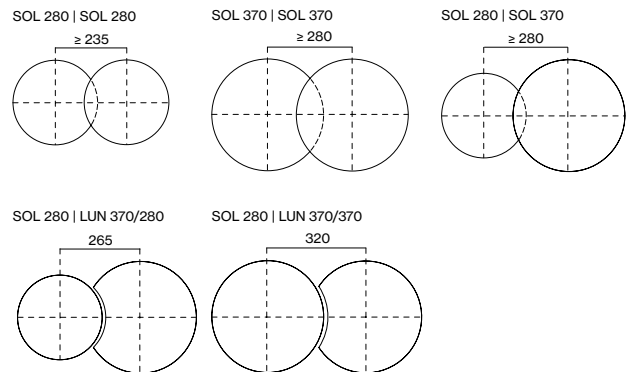 SOL 280 | SOL 280
≥ 235
SOL 370 | SOL 370
≥ 280
SOL 280 | SOL 370
≥ 280
SOL 280 | LUN 370/280
265
SOL 280 | LUN 370/370
320